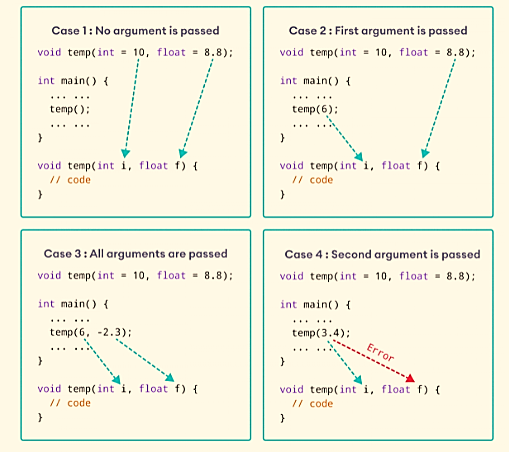 Case 1 : No argument is passed
void temp(int = 10, float = 8.8);
int main() {
... ...
temp();
... ...
}
void temp(int i, float f) {
// code
}
Case 2 : First argument is passed
void temp(int = 10, float = 8.8);
int main() {
... ...
temp(6);
... ...
}
void temp(int i, float f) {
// code
}
Case 3 : All arguments are passed
void temp(int = 10, float = 8.8);
int main() {
... ...
temp(6, -2.3);
... ...
}
void temp(int i, float f) {
// code
}
Case 4 : Second argument is passed
void temp(int = 10, float = 8.8);
int main() {
... ...
temp(3.4);
... ...
Error
}
void temp(int i, float f) {
// code
}